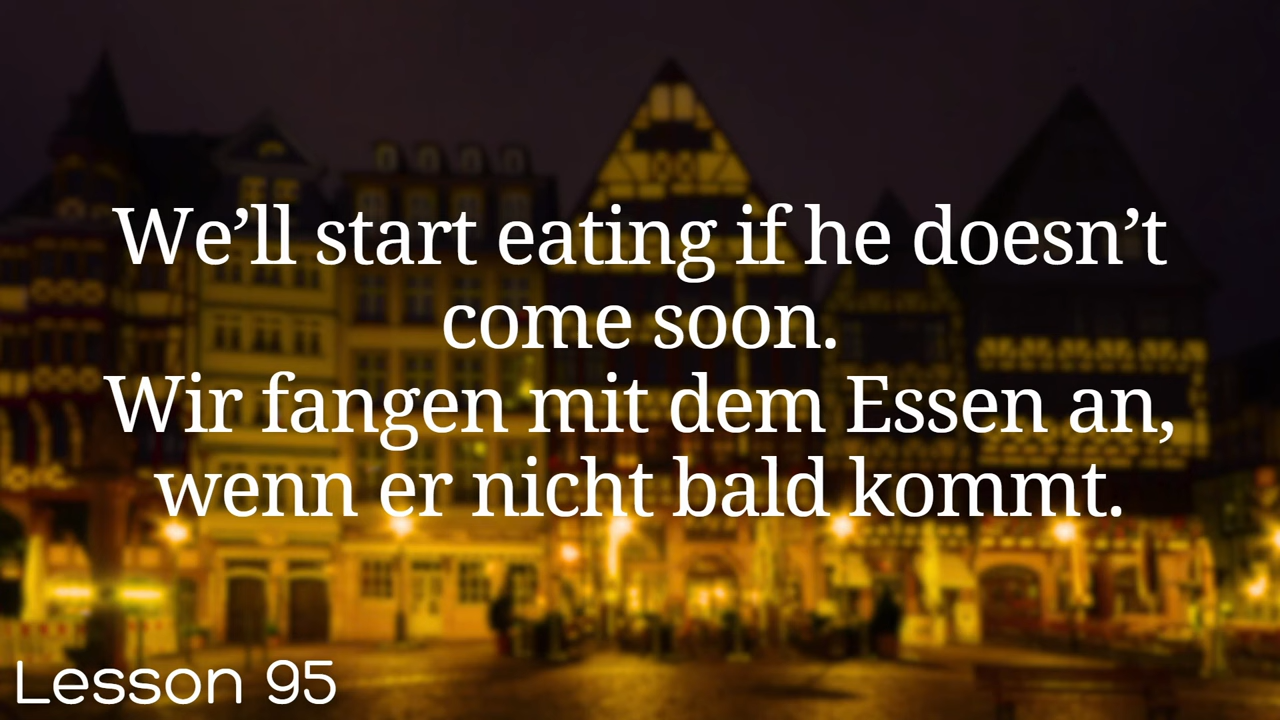 We’ll start eating if he doesn’t
come soon.
Wir fangen mit dem Essen an,
wenn er nicht bald kommt.
Lesson 95